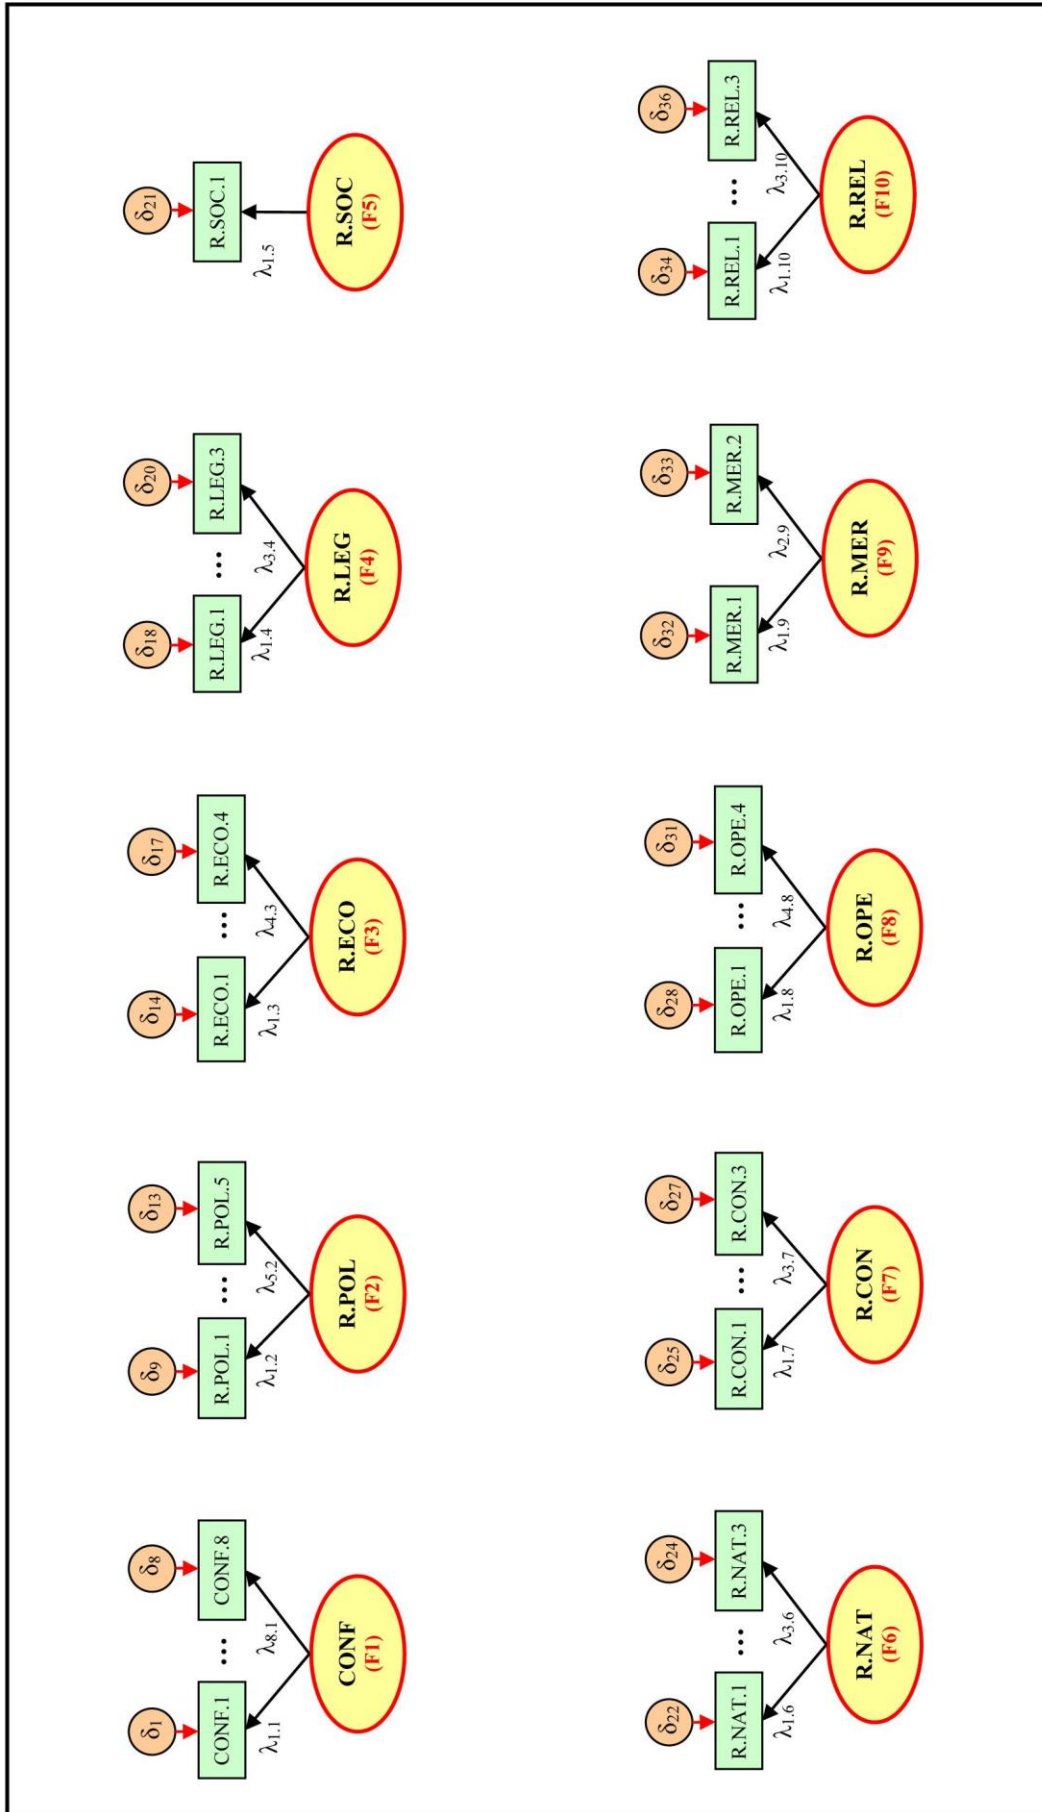 δ1
δ8
CONF.1
...
CONF.8
λ1.1
λ8.1
CONF
(F1)
δ9
δ13
R.POL.1
...
R.POL.5
λ1.2
λ5.2
R.POL
(F2)
δ14
δ17
R.ECO.1
...
R.ECO.4
λ1.3
λ4.3
R.ECO
(F3)
δ18
δ20
R.LEG.1
...
R.LEG.3
λ1.4
λ3.4
R.LEG
(F4)
δ21
R.SOC.1
λ1.5
R.SOC
(F5)
δ22
δ24
R.NAT.1
...
R.NAT.3
λ1.6
λ3.6
R.NAT
(F6)
δ25
δ27
R.CON.1
...
R.CON.3
λ1.7
λ3.7
R.CON
(F7)
δ28
δ31
R.OPE.1
...
R.OPE.4
λ1.8
λ4.8
R.OPE
(F8)
δ32
δ33
R.MER.1
R.MER.2
λ1.9
λ2.9
R.MER
(F9)
δ34
δ36
R.REL.1
...
R.REL.3
λ1.10
λ3.10
R.REL
(F10)